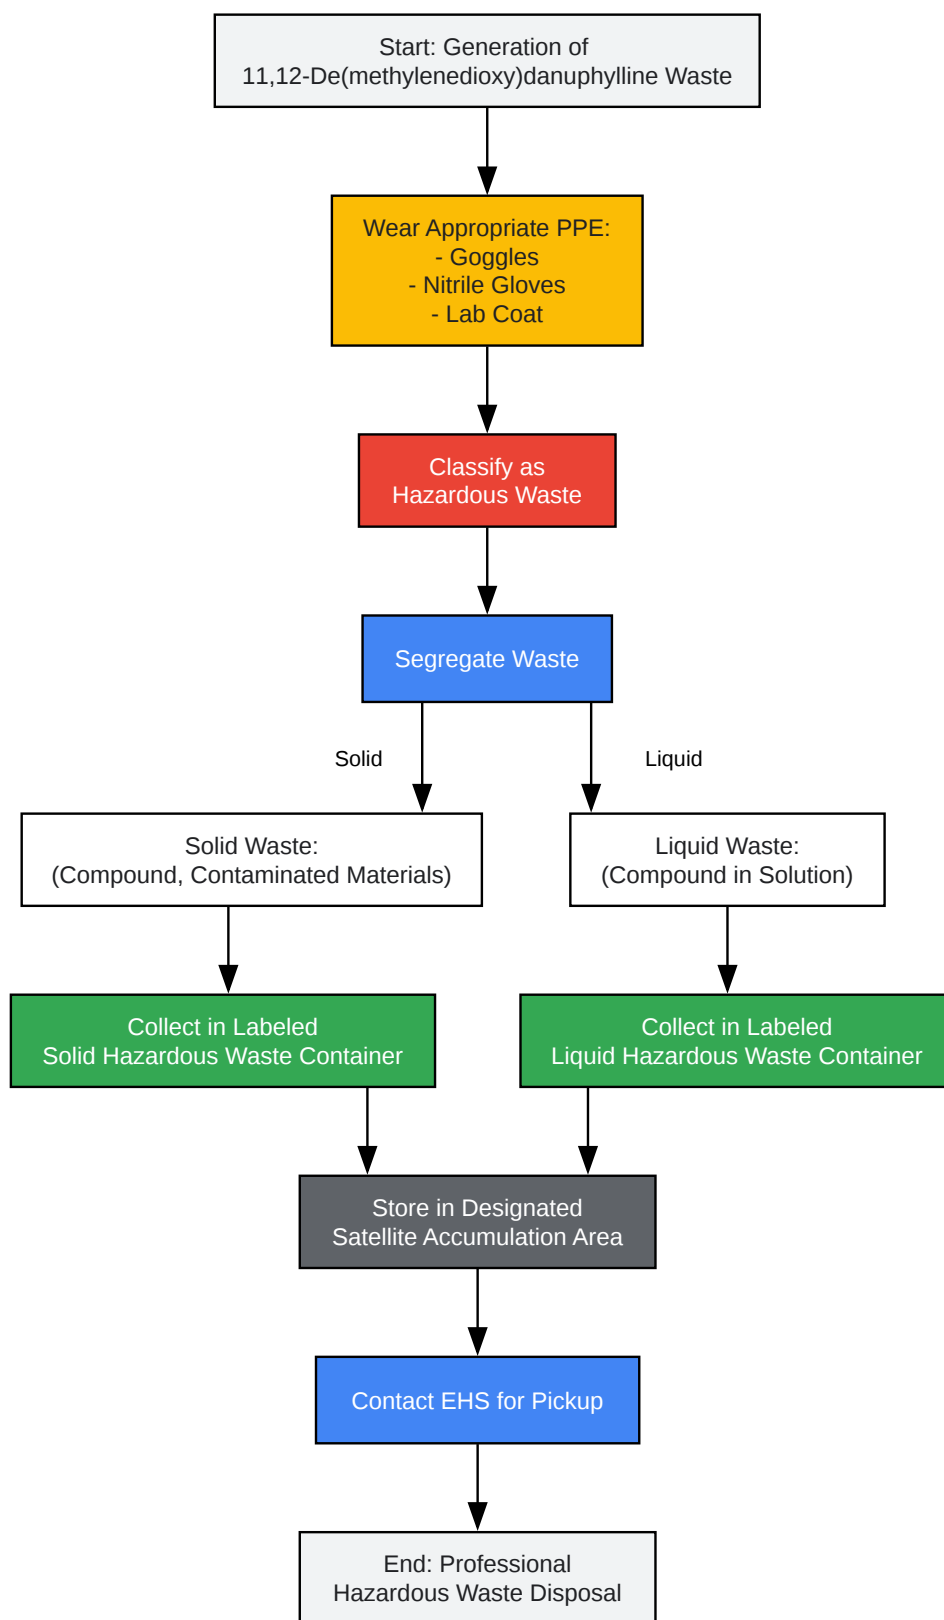 Start: Generation of
11,12-De(methylenedioxy)danuphylline Waste
Wear Appropriate PPE:
- Goggles
- Nitrile Gloves
- Lab Coat
Classify as
Hazardous Waste
Segregate Waste
Solid
Liquid
Solid Waste:
(Compound, Contaminated Materials)
Liquid Waste:
(Compound in Solution)
Collect in Labeled
Solid Hazardous Waste Container
Collect in Labeled
Liquid Hazardous Waste Container
Store in Designated
Satellite Accumulation Area
Contact EHS for Pickup
End: Professional
Hazardous Waste Disposal